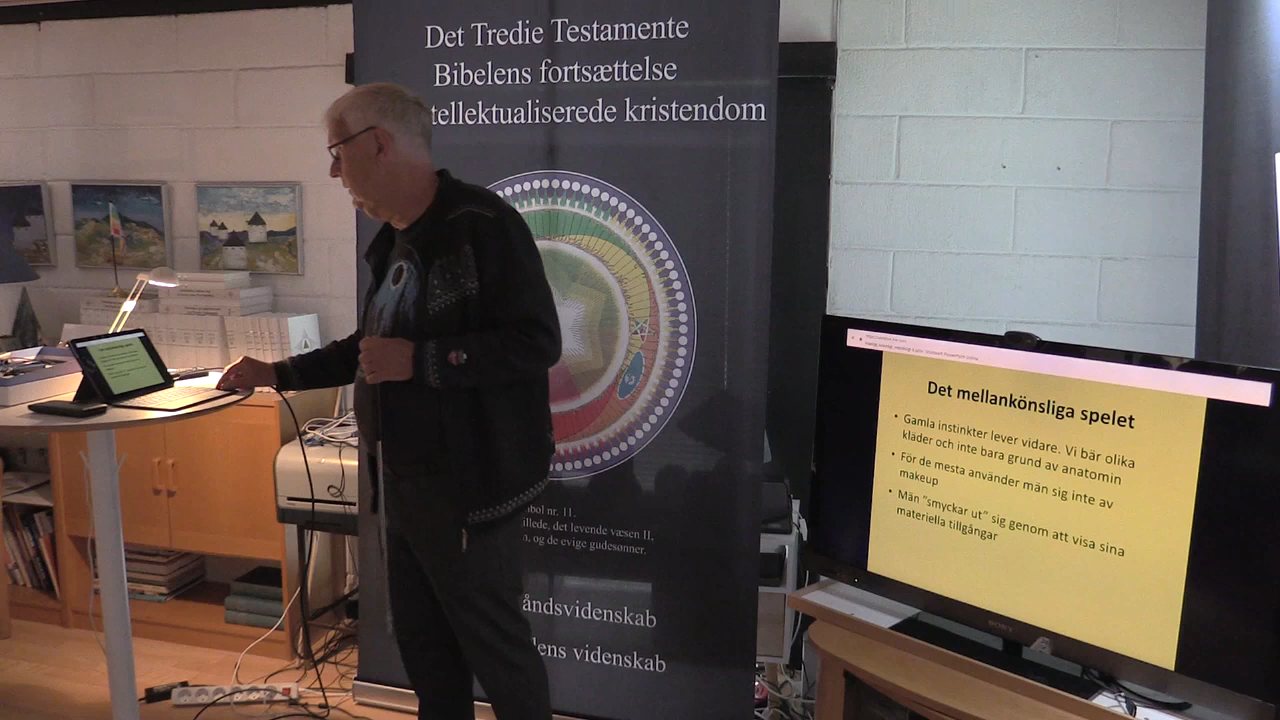 Det Tredie Testamente
Bibelens fortsættelse
tellektualiserede kristendom
bol nr. 11.
illede, det levende væsen II,
, og de evige gudesønner.
åndsvidenskab
lens videnskab
Det mellankönsliga spelet
• Gamla instinkter lever vidare. Vi bär olika
kläder och inte bara grund av anatomin
• För de mesta använder män sig inte av
makeup
• Män "smyckar ut" sig genom att visa sina
materiella tillgångar
SONY